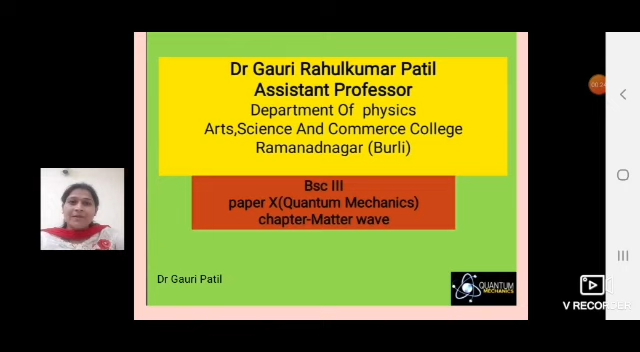 Dr Gauri Rahulkumar Patil
Assistant Professor
Department Of physics
Arts,Science And Commerce College
Ramanadnagar (Burli)
Bsc III
paper X(Quantum Mechanics)
chapter-Matter wave
Dr Gauri Patil
QUANTUM
MECHANICS
V RECORDER